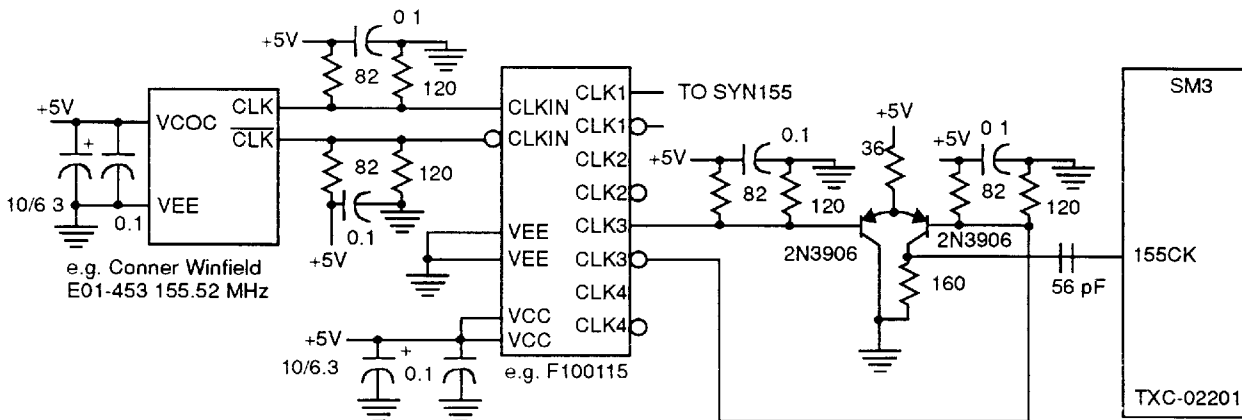 +5V
0 1
82
120
+5V
VCOC
CLK
CLK
VEE
10/6 3
0.1
+
82
120
0.1
+5V
e.g. Conner Winfield
E01-453 155.52 MHz
CLKIN
CLKIN
VEE
VEE
VCC
VCC
CLK1
CLK1
CLK2
CLK2
CLK3
CLK3
CLK4
CLK4
e.g. F100115
+5V
10/6.3
+
0.1
TO SYN155
+5V
0.1
82
120
+5V
36
2N3906
+5V
0 1
82
120
2N3906
160
56 pF
SM3
155CK
TXC-02201